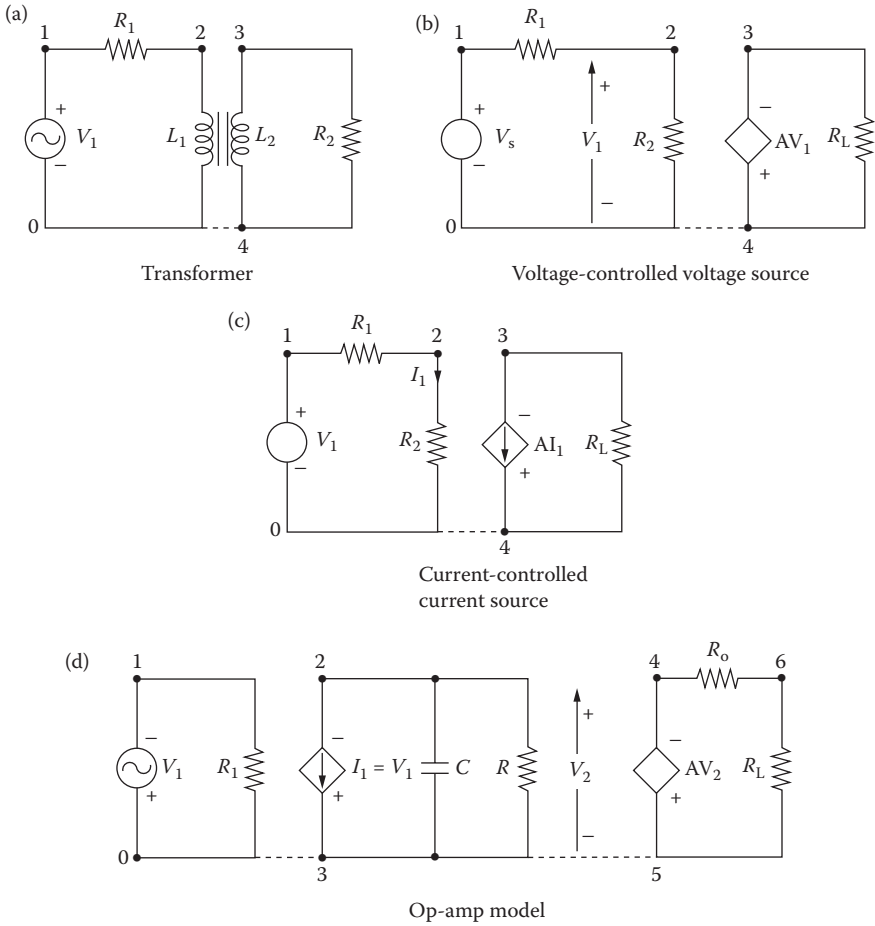 (a)
1
R1
2
3
+
V1
−
L1
L2
R2
0
4
Transformer
(b)
1
R1
2
3
+
Vs
−
+
V1
−
R2
−
AV1
+
RL
0
4
Voltage-controlled voltage source
(c)
1
R1
2
3
I1
+
V1
−
R2
−
AI1
+
RL
0
4
Current-controlled
current source
(d)
1
2
4
Ro
6
−
V1
+
R1
−
I1 = V1
+
C
R
+
V2
−
−
AV2
+
RL
0
3
5
Op-amp model